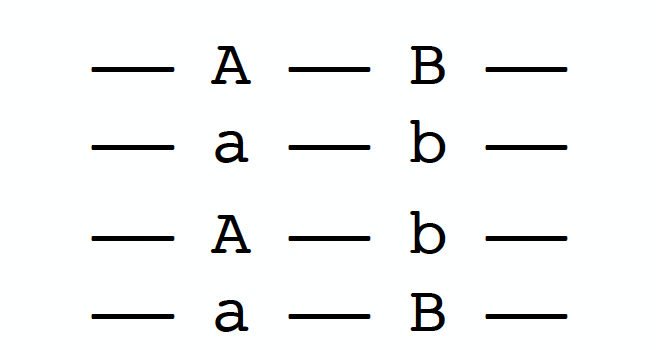 — A — B —
— a — b —
— A — b —
— a — B —